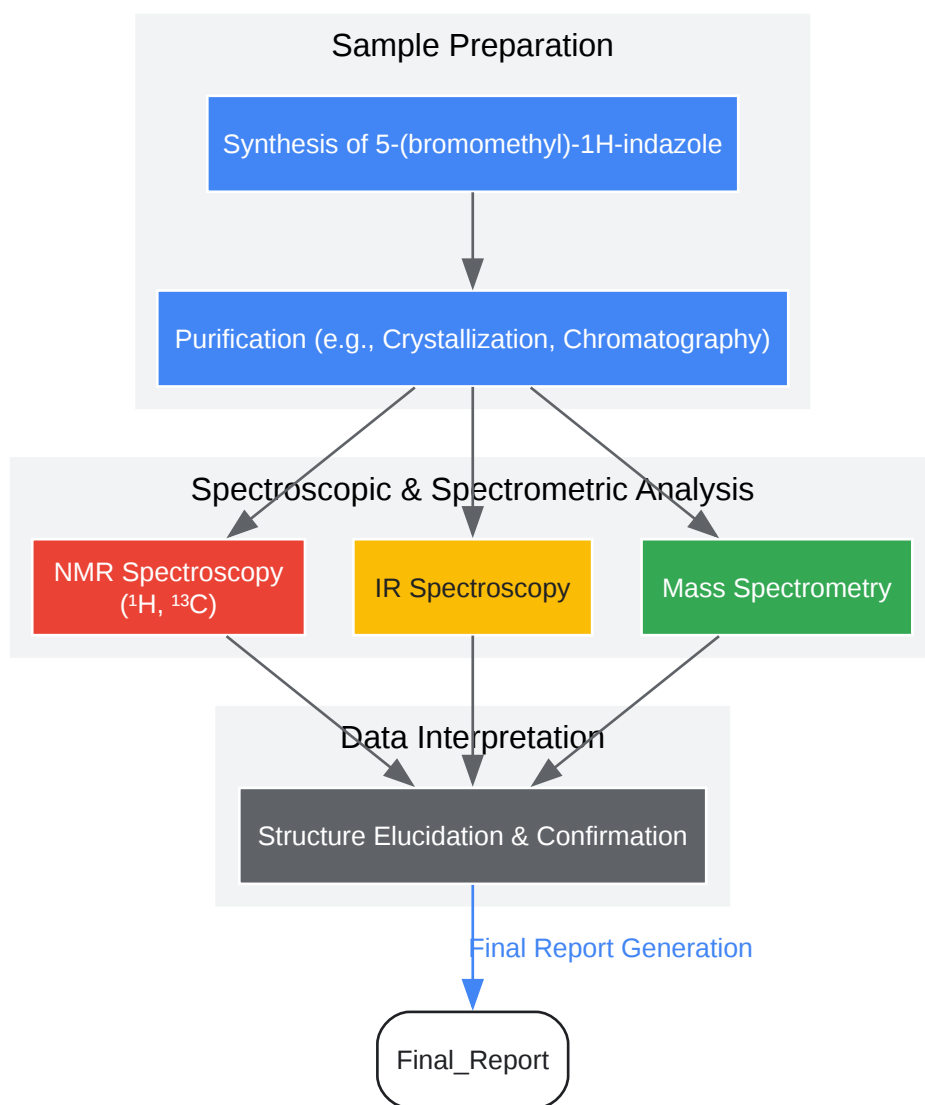 Sample Preparation
Synthesis of 5-(bromomethyl)-1H-indazole
Purification (e.g., Crystallization, Chromatography)
Spectroscopic & Spectrometric Analysis
NMR Spectroscopy
(¹H, ¹³C)
IR Spectroscopy
Mass Spectrometry
Data Interpretation
Structure Elucidation & Confirmation
Final Report Generation
Final_Report